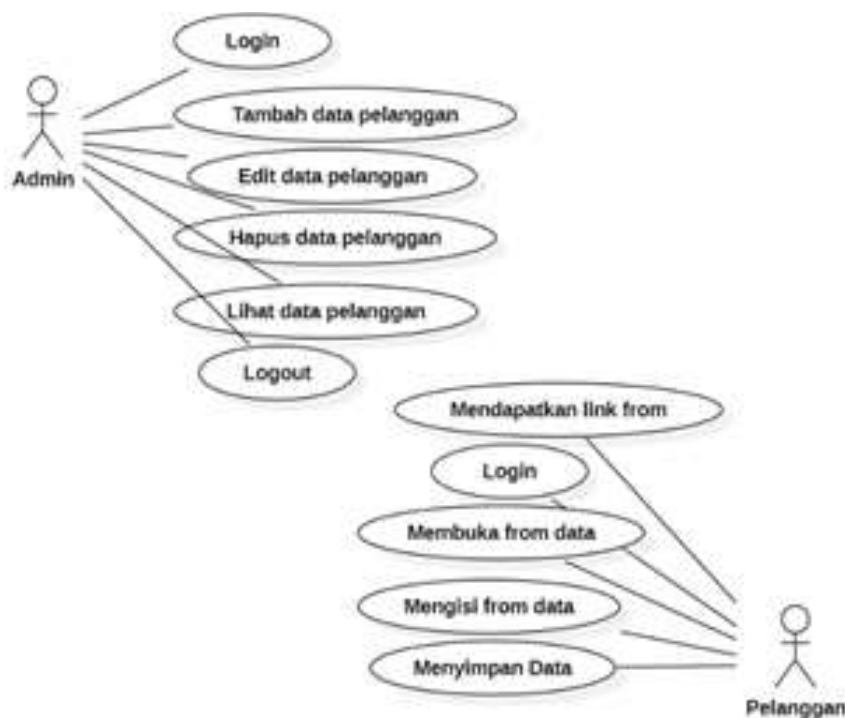 Login
Tambah data pelanggan
Admin
Edit data pelanggan
Hapus data pelanggan
Lihat data pelanggan
Logout
Mendapatkan link from
Login
Membuka from data
Mengisi from data
Menyimpan Data
Pelanggan